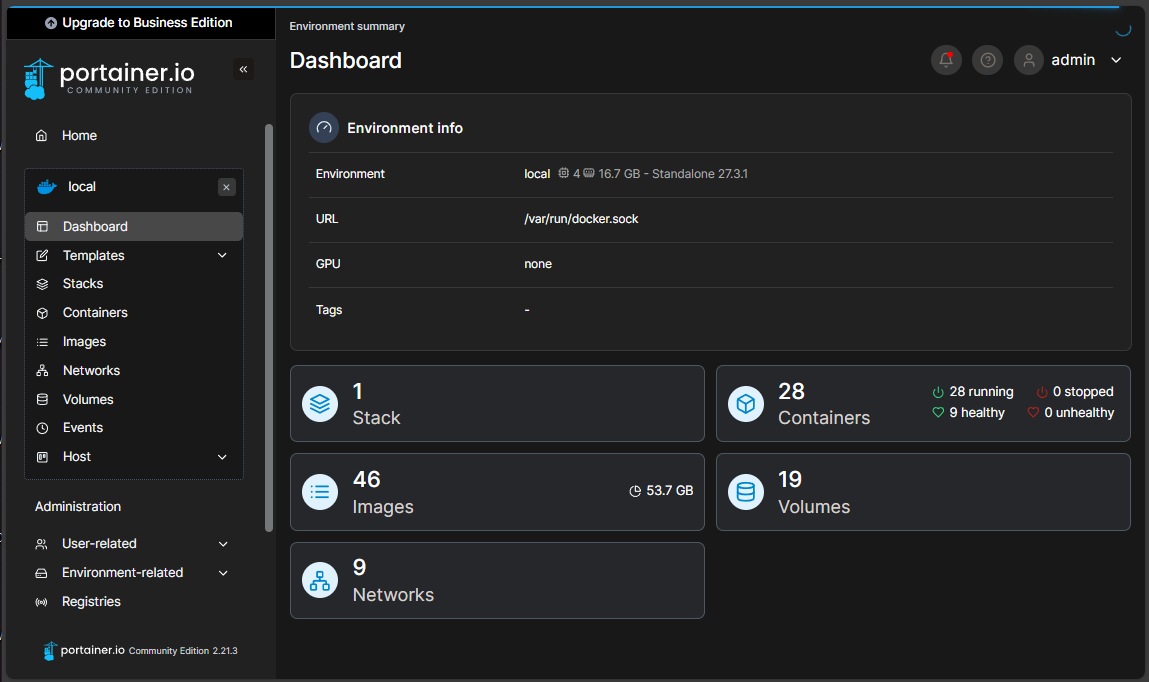 Upgrade to Business Edition
portainer.io
COMMUNITY EDITION
Home
local
Dashboard
Templates
Stacks
Containers
Images
Networks
Volumes
Events
Host
Administration
User-related
Environment-related
Registries
portainer.io Community Edition 2.21.3
Environment summary
Dashboard
admin
Environment info
Environment local 4 16.7 GB - Standalone 27.3.1
URL /var/run/docker.sock
GPU none
Tags -
1
Stack
28
Containers
28 running 0 stopped
9 healthy 0 unhealthy
46
Images
53.7 GB
19
Volumes
9
Networks